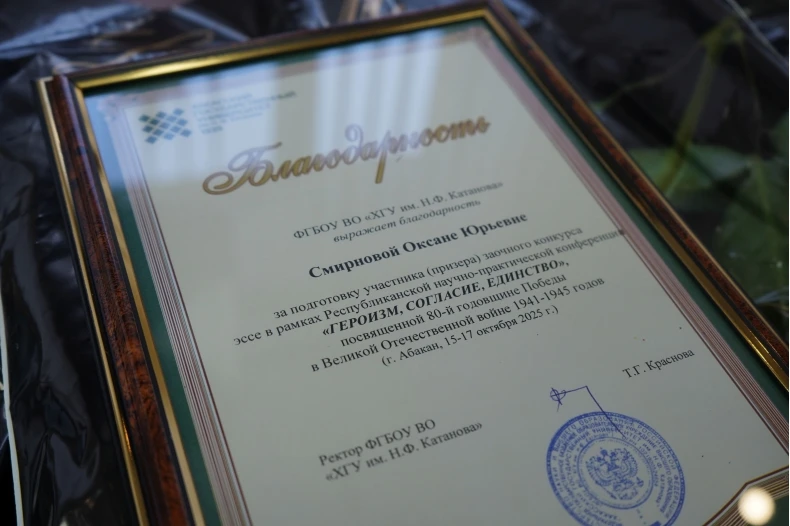 Благодарность
ФГБОУ ВО «ХГУ им. Н.Ф. Катанова»
выражает благодарность
Смирновой Оксане Юрьевне
за подготовку участника (призера) заочного конкурса
эссе в рамках Республиканской научно-практической конференции
«ГЕРОИЗМ, СОГЛАСИЕ, ЕДИНСТВО»,
посвященной 80-й годовщине Победы
в Великой Отечественной войне 1941-1945 годов
(г. Абакан, 15-17 октября 2025 г.)
Т.Г. Краснова
Ректор ФГБОУ ВО
«ХГУ им. Н.Ф. Катанова»